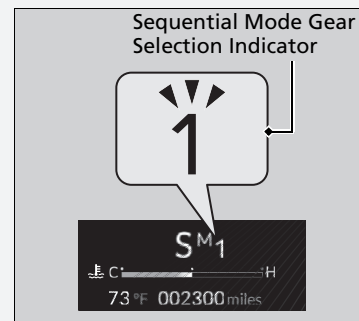 Sequential Mode Gear
Selection Indicator
1
SM1
C H
73 °F 002300 miles